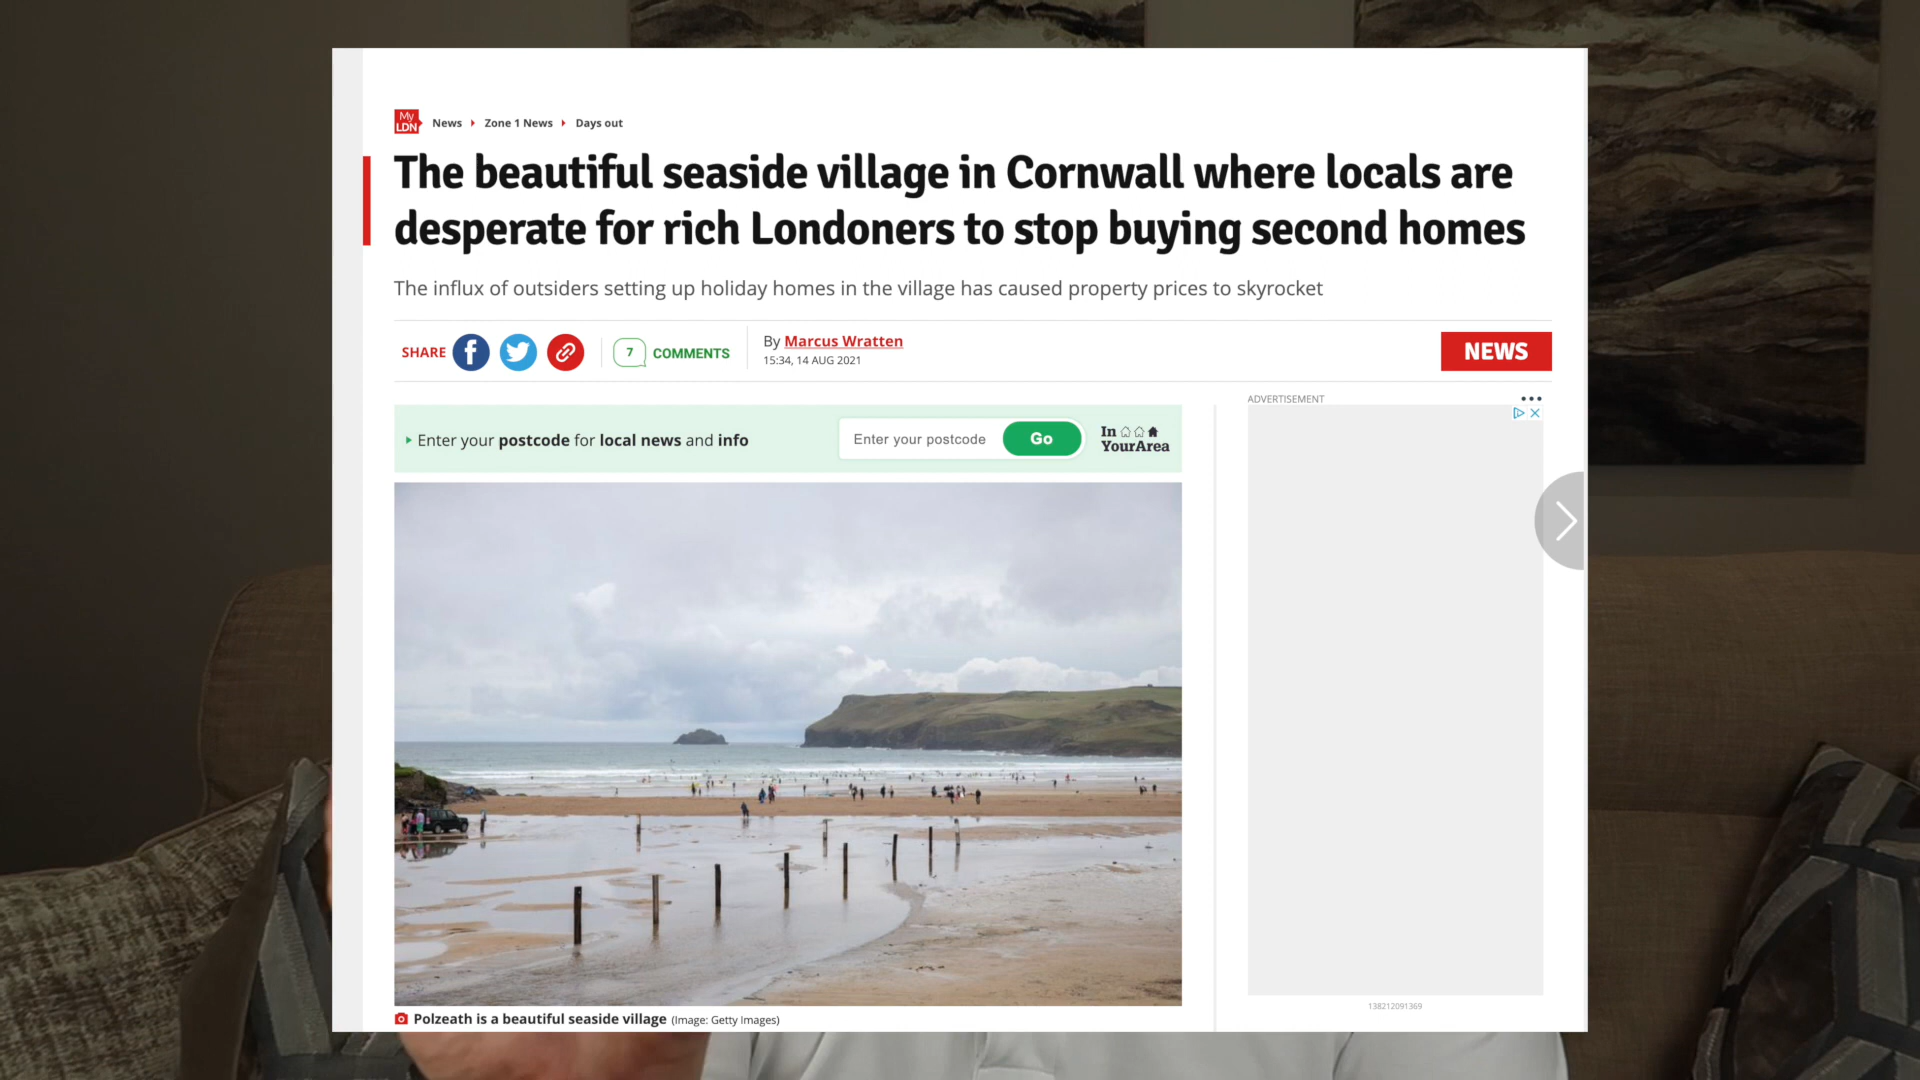 My
LDN
News
Zone 1 News
Days out
The beautiful seaside village in Cornwall where locals are
desperate for rich Londoners to stop buying second homes
The influx of outsiders setting up holiday homes in the village has caused property prices to skyrocket
SHARE
7
COMMENTS
By Marcus Wratten
15:34, 14 AUG 2021
NEWS
ADVERTISEMENT
Enter your postcode for local news and info
Enter your postcode
Go
In
YourArea
138212091369
Polzeath is a beautiful seaside village (Image: Getty Images)